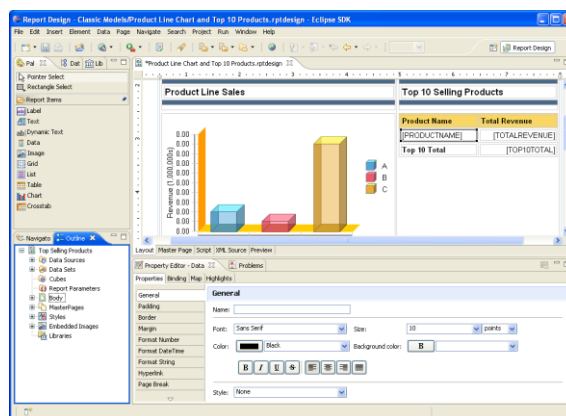 Report Design - Classic Models/Product Line Chart and Top 10 Products.rptdesign - Eclipse SDK
File Edit Insert Element Data Page Navigate Search Project Run Window Help
Report Design
Pal Dat Lib
*Product Line Chart and Top 10 Products.rptdesign
Pointer Select
Rectangle Select
Report Items
Label
Text
Dynamic Text
Data
Image
Grid
List
Table
Chart
Crosstab
Product Line Sales
Top 10 Selling Products
Product Name Total Revenue
[PRODUCTNAME] [TOTALREVENUE]
Top 10 Total [TOP10TOTAL]
Revenue (1,000,000s)
0.00
0.00
0.00
0.00
0.00
0.00
0.00
0.00
0.00
A
B
C
Layout Master Page Script XML Source Preview
Navigato Outline
Top Selling Products
Data Sources
Data Sets
Cubes
Report Parameters
Body
MasterPages
Styles
Embedded Images
Libraries
Property Editor - Data Problems
Properties Binding Map Highlights
General
Padding
Border
Margin
Format Number
Format DateTime
Format String
Hyperlink
Page Break
General
Name:
Font: Sans Serif Size: 10 points
Color: Black Background color: B
B I U S
Style: None